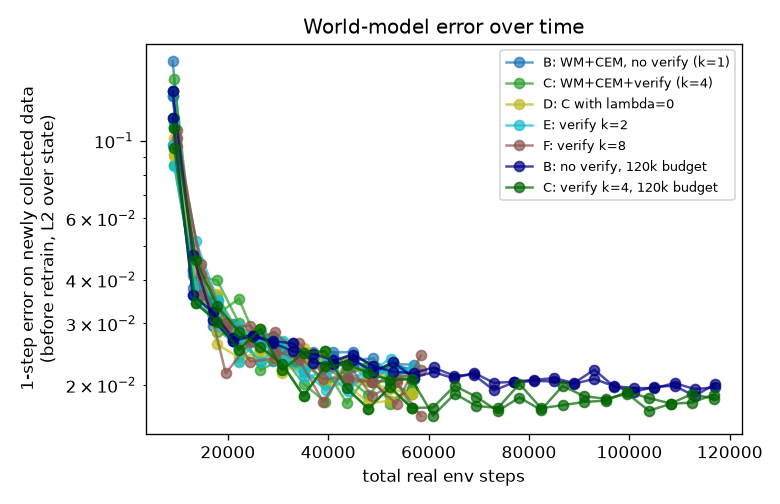 World-model error over time
1-step error on newly collected data
(before retrain, L2 over state)
10⁻¹
6 × 10⁻²
4 × 10⁻²
3 × 10⁻²
2 × 10⁻²
B: WM+CEM, no verify (k=1)
C: WM+CEM+verify (k=4)
D: C with lambda=0
E: verify k=2
F: verify k=8
B: no verify, 120k budget
C: verify k=4, 120k budget
20000 40000 60000 80000 100000 120000
total real env steps